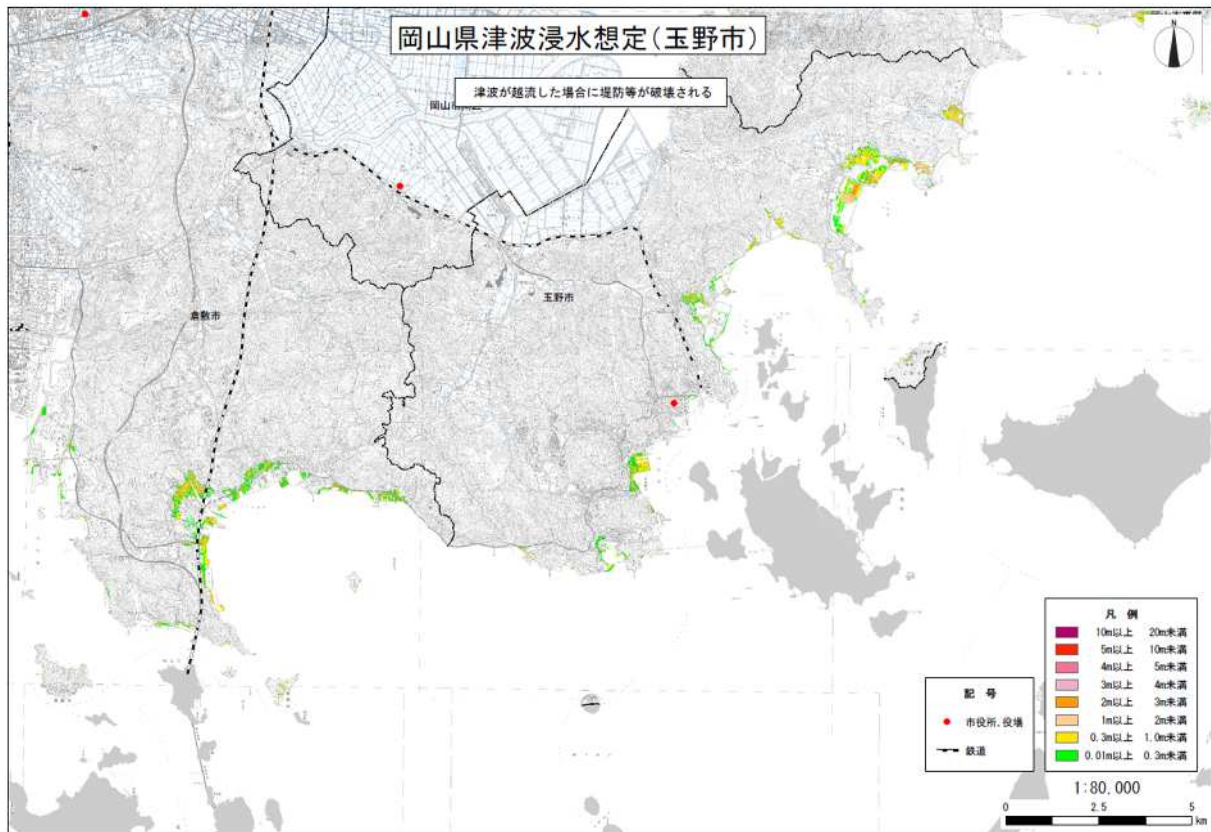 岡山県津波浸水想定(玉野市)
津波が越流した場合に堤防等が破壊される
N
玉野市
倉敷市
凡 例
10m以上 20m未満
5m以上 10m未満
4m以上 5m未満
3m以上 4m未満
2m以上 3m未満
1m以上 2m未満
0.3m以上 1.0m未満
0.01m以上 0.3m未満
記 号
市役所、役場
鉄道
1:80,000
0 2.5 5
km